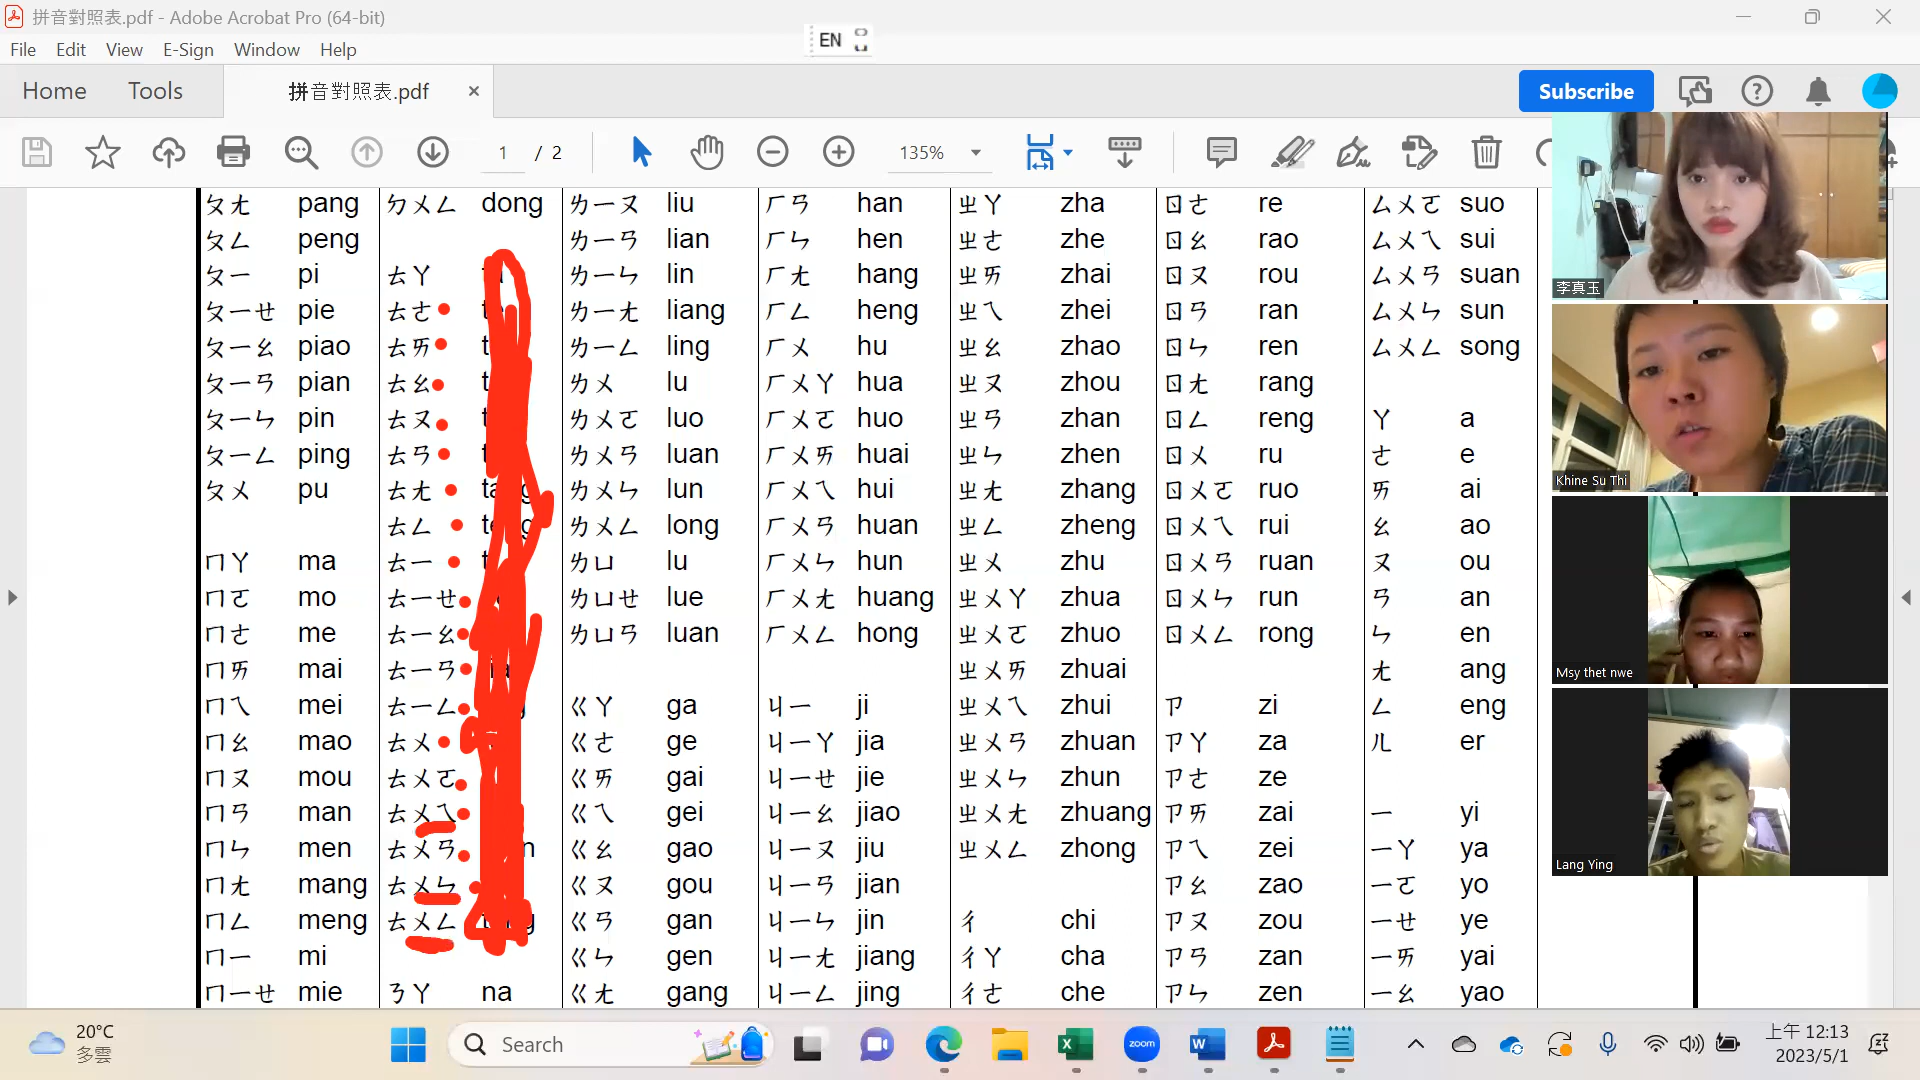 拼音對照表.pdf - Adobe Acrobat Pro (64-bit)
File Edit View E-Sign Window Help
EN
Home Tools 拼音對照表.pdf × Subscribe
1 / 2 135%
ㄆㄤ pang ㄉㄨㄥ dong ㄌㄧㄡ liu ㄏㄢ han ㄓㄚ zha ㄖㄜ re ㄙㄨㄛ suo
ㄆㄥ peng ㄌㄧㄢ lian ㄏㄣ hen ㄓㄜ zhe ㄖㄠ rao ㄙㄨㄟ sui
ㄆㄧ pi ㄊㄚ ㄌㄧㄣ lin ㄏㄤ hang ㄓㄞ zhai ㄖㄡ rou ㄙㄨㄢ suan
ㄆㄧㄝ pie ㄊㄜ ㄌㄧㄤ liang ㄏㄥ heng ㄓㄟ zhei ㄖㄢ ran ㄙㄨㄣ sun
ㄆㄧㄠ piao ㄊㄞ ㄌㄧㄥ ling ㄏㄨ hu ㄓㄠ zhao ㄖㄣ ren ㄙㄨㄥ song
ㄆㄧㄢ pian ㄊㄠ ㄌㄨ lu ㄏㄨㄚ hua ㄓㄡ zhou ㄖㄤ rang
ㄆㄧㄣ pin ㄊㄡ ㄌㄨㄛ luo ㄏㄨㄛ huo ㄓㄢ zhan ㄖㄥ reng ㄚ a
ㄆㄧㄥ ping ㄊㄢ ㄌㄨㄢ luan ㄏㄨㄞ huai ㄓㄣ zhen ㄖㄨ ru ㄜ e
ㄆㄨ pu ㄊㄤ tang ㄌㄨㄣ lun ㄏㄨㄟ hui ㄓㄤ zhang ㄖㄨㄛ ruo ㄞ ai
ㄊㄥ teng ㄌㄨㄥ long ㄏㄨㄢ huan ㄓㄥ zheng ㄖㄨㄟ rui ㄠ ao
ㄇㄚ ma ㄊㄧ ㄌㄩ lu ㄏㄨㄣ hun ㄓㄨ zhu ㄖㄨㄢ ruan ㄡ ou
ㄇㄛ mo ㄊㄧㄝ ㄌㄩㄝ lue ㄏㄨㄤ huang ㄓㄨㄚ zhua ㄖㄨㄣ run ㄢ an
ㄇㄜ me ㄊㄧㄠ ㄌㄩㄢ luan ㄏㄨㄥ hong ㄓㄨㄛ zhuo ㄖㄨㄥ rong ㄣ en
ㄇㄞ mai ㄊㄧㄢ ㄓㄨㄞ zhuai ㄤ ang
ㄇㄟ mei ㄊㄧㄥ ㄍㄚ ga ㄐㄧ ji ㄓㄨㄟ zhui ㄗ zi ㄥ eng
ㄇㄠ mao ㄊㄨ ㄍㄜ ge ㄐㄧㄚ jia ㄓㄨㄢ zhuan ㄗㄚ za ㄦ er
ㄇㄡ mou ㄊㄨㄛ ㄍㄞ gai ㄐㄧㄝ jie ㄓㄨㄣ zhun ㄗㄜ ze
ㄇㄢ man ㄊㄨㄟ ㄍㄟ gei ㄐㄧㄠ jiao ㄓㄨㄤ zhuang ㄗㄞ zai ㄧ yi
ㄇㄣ men ㄊㄨㄢ ㄍㄠ gao ㄐㄧㄡ jiu ㄓㄨㄥ zhong ㄗㄟ zei ㄧㄚ ya
ㄇㄤ mang ㄊㄨㄣ ㄍㄡ gou ㄐㄧㄢ jian ㄗㄠ zao ㄧㄛ yo
ㄇㄥ meng ㄊㄨㄥ tong ㄍㄢ gan ㄐㄧㄣ jin ㄔ chi ㄗㄡ zou ㄧㄝ ye
ㄇㄧ mi ㄍㄣ gen ㄐㄧㄤ jiang ㄔㄚ cha ㄗㄢ zan ㄧㄞ yai
ㄇㄧㄝ mie ㄋㄚ na ㄍㄤ gang ㄐㄧㄥ jing ㄔㄜ che ㄗㄣ zen ㄧㄠ yao
李真玉
Khine Su Thi
Msy thet nwe
Lang Ying
20°C
多雲
Search
zoom
上午 12:13
2023/5/1